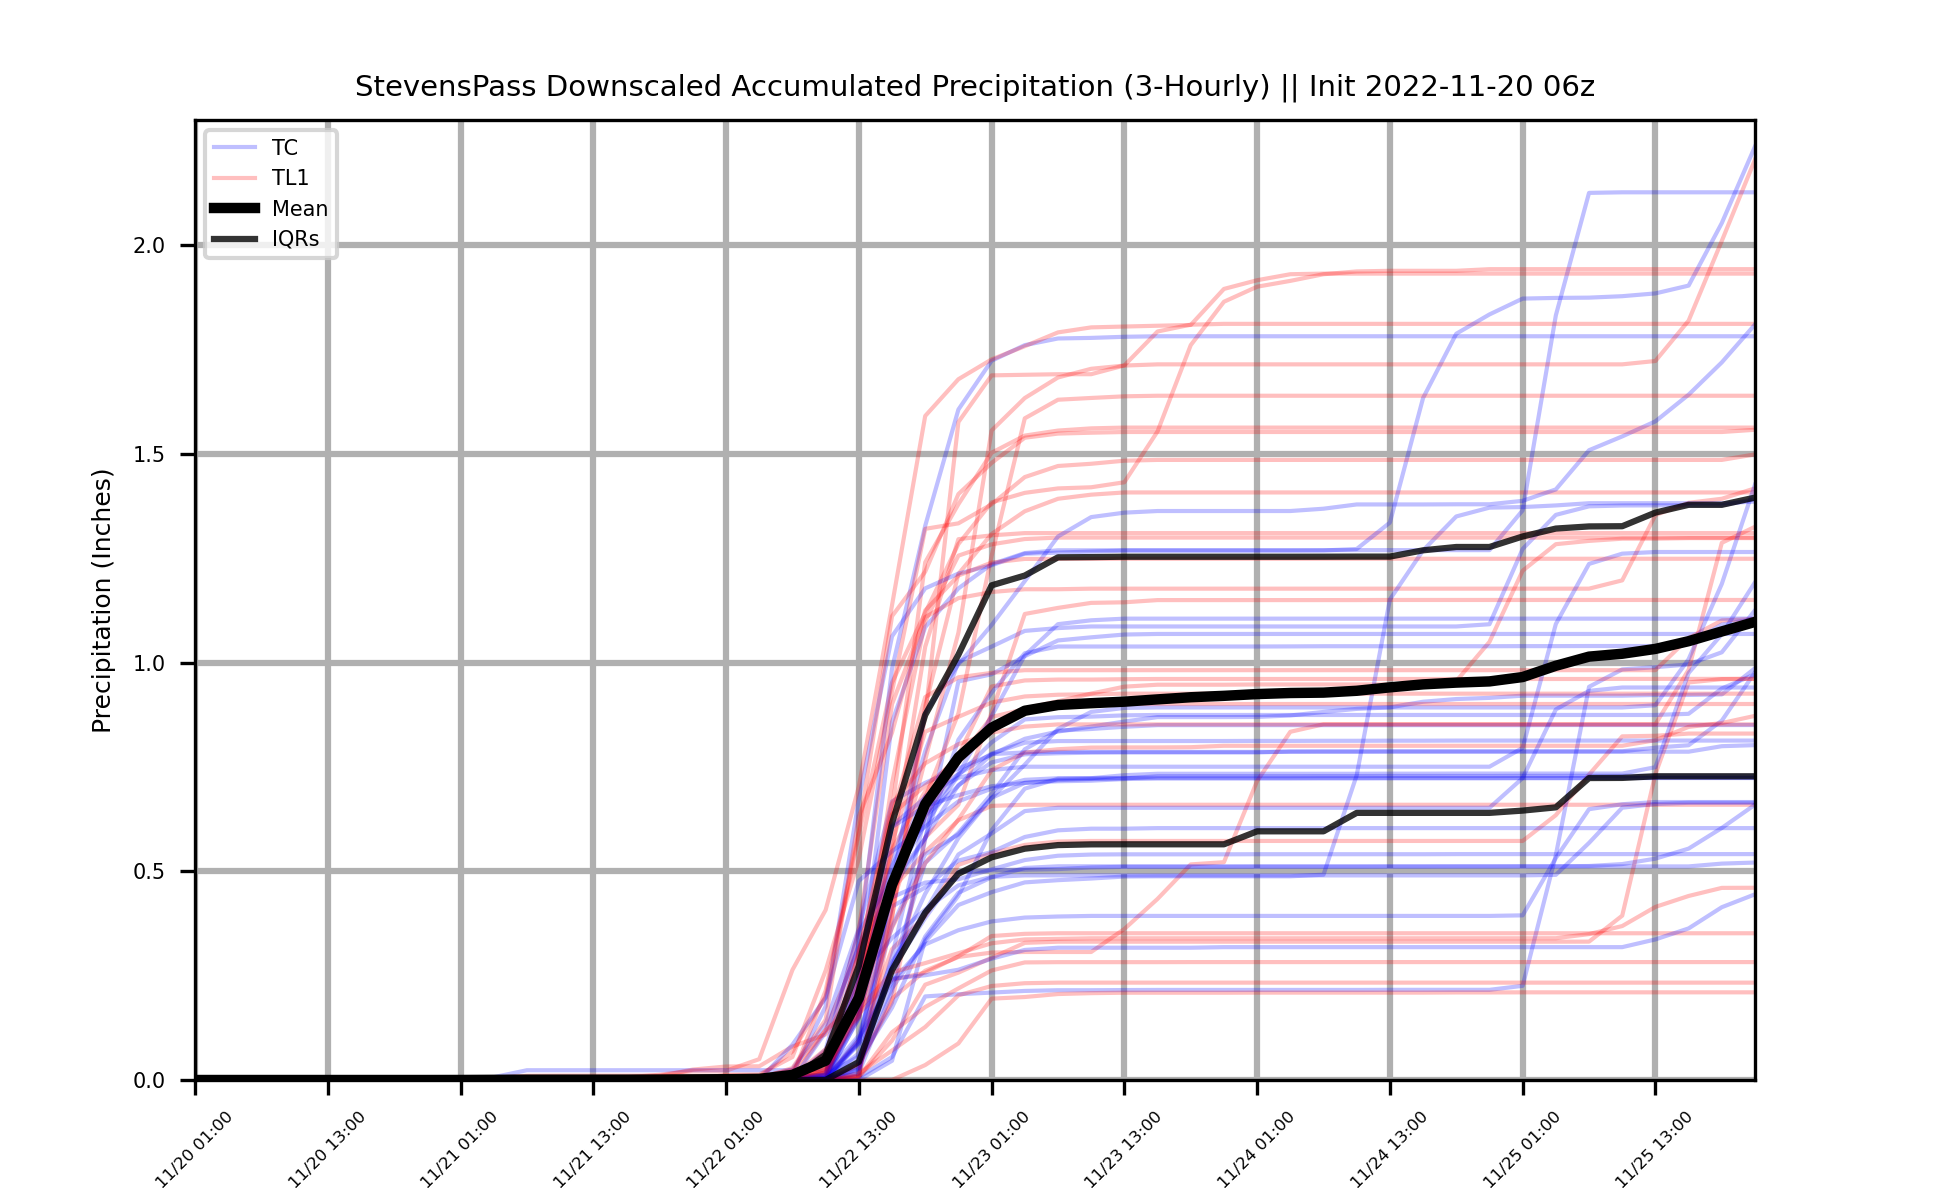 StevensPass Downscaled Accumulated Precipitation (3-Hourly) || Init 2022-11-20 06z
TC
TL1
Mean
IQRs
Precipitation (Inches)
2.0
1.5
1.0
0.5
0.0
11/20 01:00
11/20 13:00
11/21 01:00
11/21 13:00
11/22 01:00
11/22 13:00
11/23 01:00
11/23 13:00
11/24 01:00
11/24 13:00
11/25 01:00
11/25 13:00